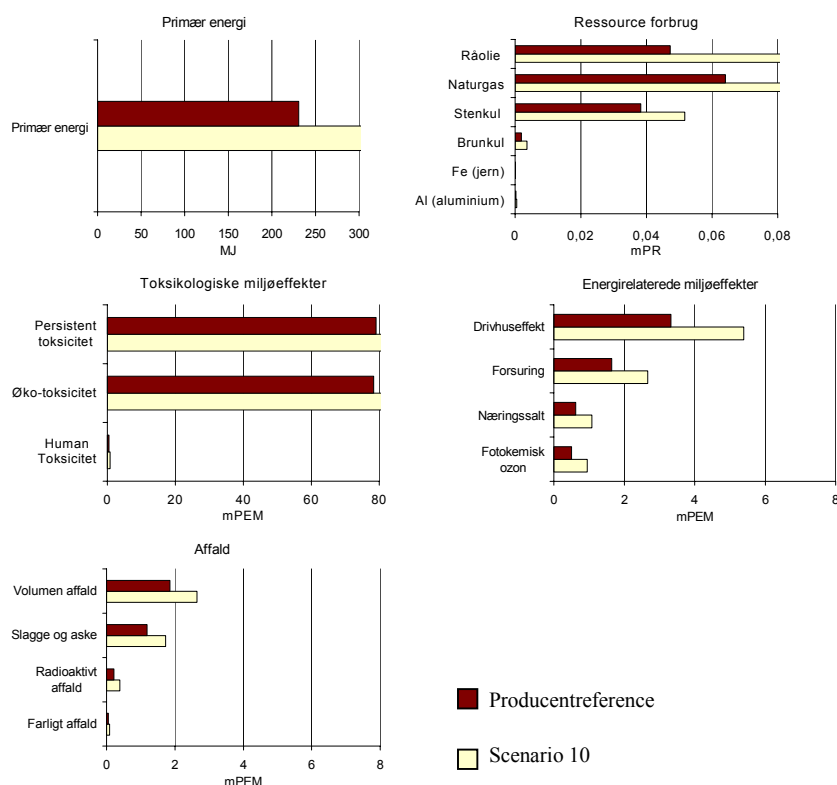 Primær energi
Primær energi
0 50 100 150 200 250 300
MJ
Ressource forbrug
Råolie
Naturgas
Stenkul
Brunkul
Fe (jern)
Al (aluminium)
0 0,02 0,04 0,06 0,08
mPR
Toksikologiske miljøeffekter
Persistent
toksicitet
Øko-toksicitet
Human
Toksicitet
0 20 40 60 80
mPEM
Energirelaterede miljøeffekter
Drivhuseffekt
Forsuring
Næringssalt
Fotokemisk
ozon
0 2 4 6 8
mPEM
Affald
Volumen affald
Slagge og aske
Radioaktivt
affald
Farligt affald
0 2 4 6 8
mPEM
Producentreference
Scenario 10